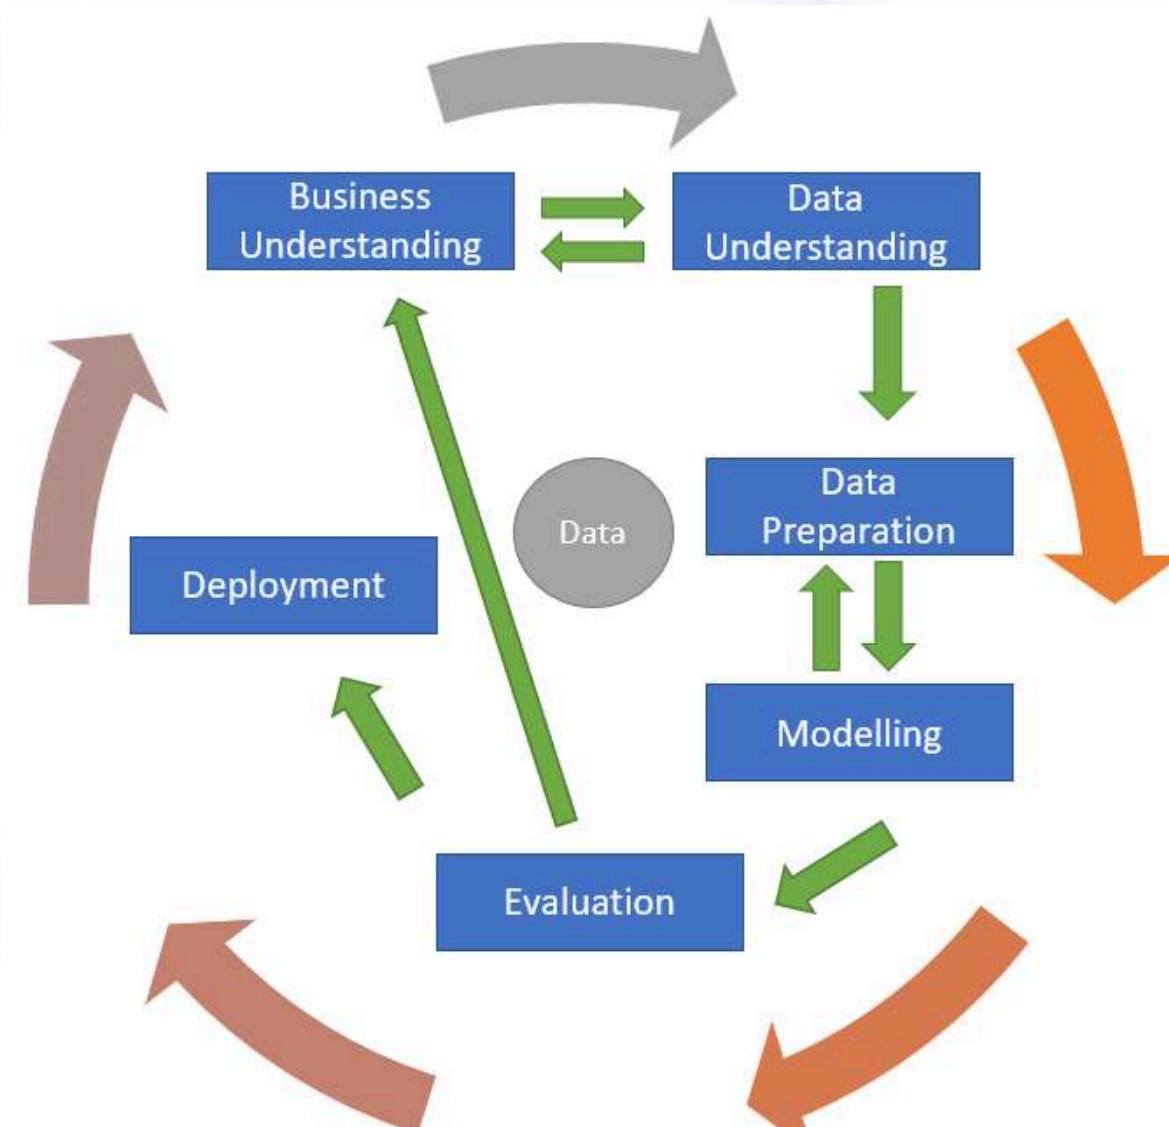 Business
Understanding
Data
Understanding
Data
Preparation
Data
Deployment
Modelling
Evaluation